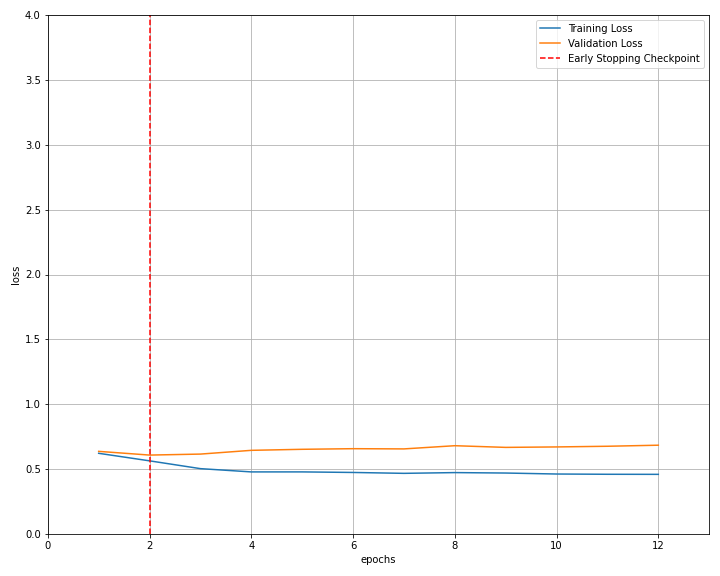 4.0
3.5
3.0
2.5
2.0
1.5
1.0
0.5
0.0
loss
0 2 4 6 8 10 12
epochs
Training Loss
Validation Loss
Early Stopping Checkpoint